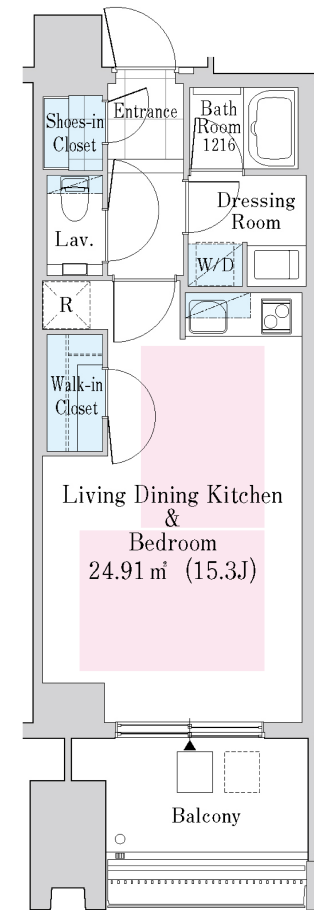 Entrance
Shoes-in
Closet
Bath
Room
1216
Dressing
Room
Lav.
W/D
R
Walk-in
Closet
Living Dining Kitchen
&
Bedroom
24.91㎡ (15.3J)
Balcony